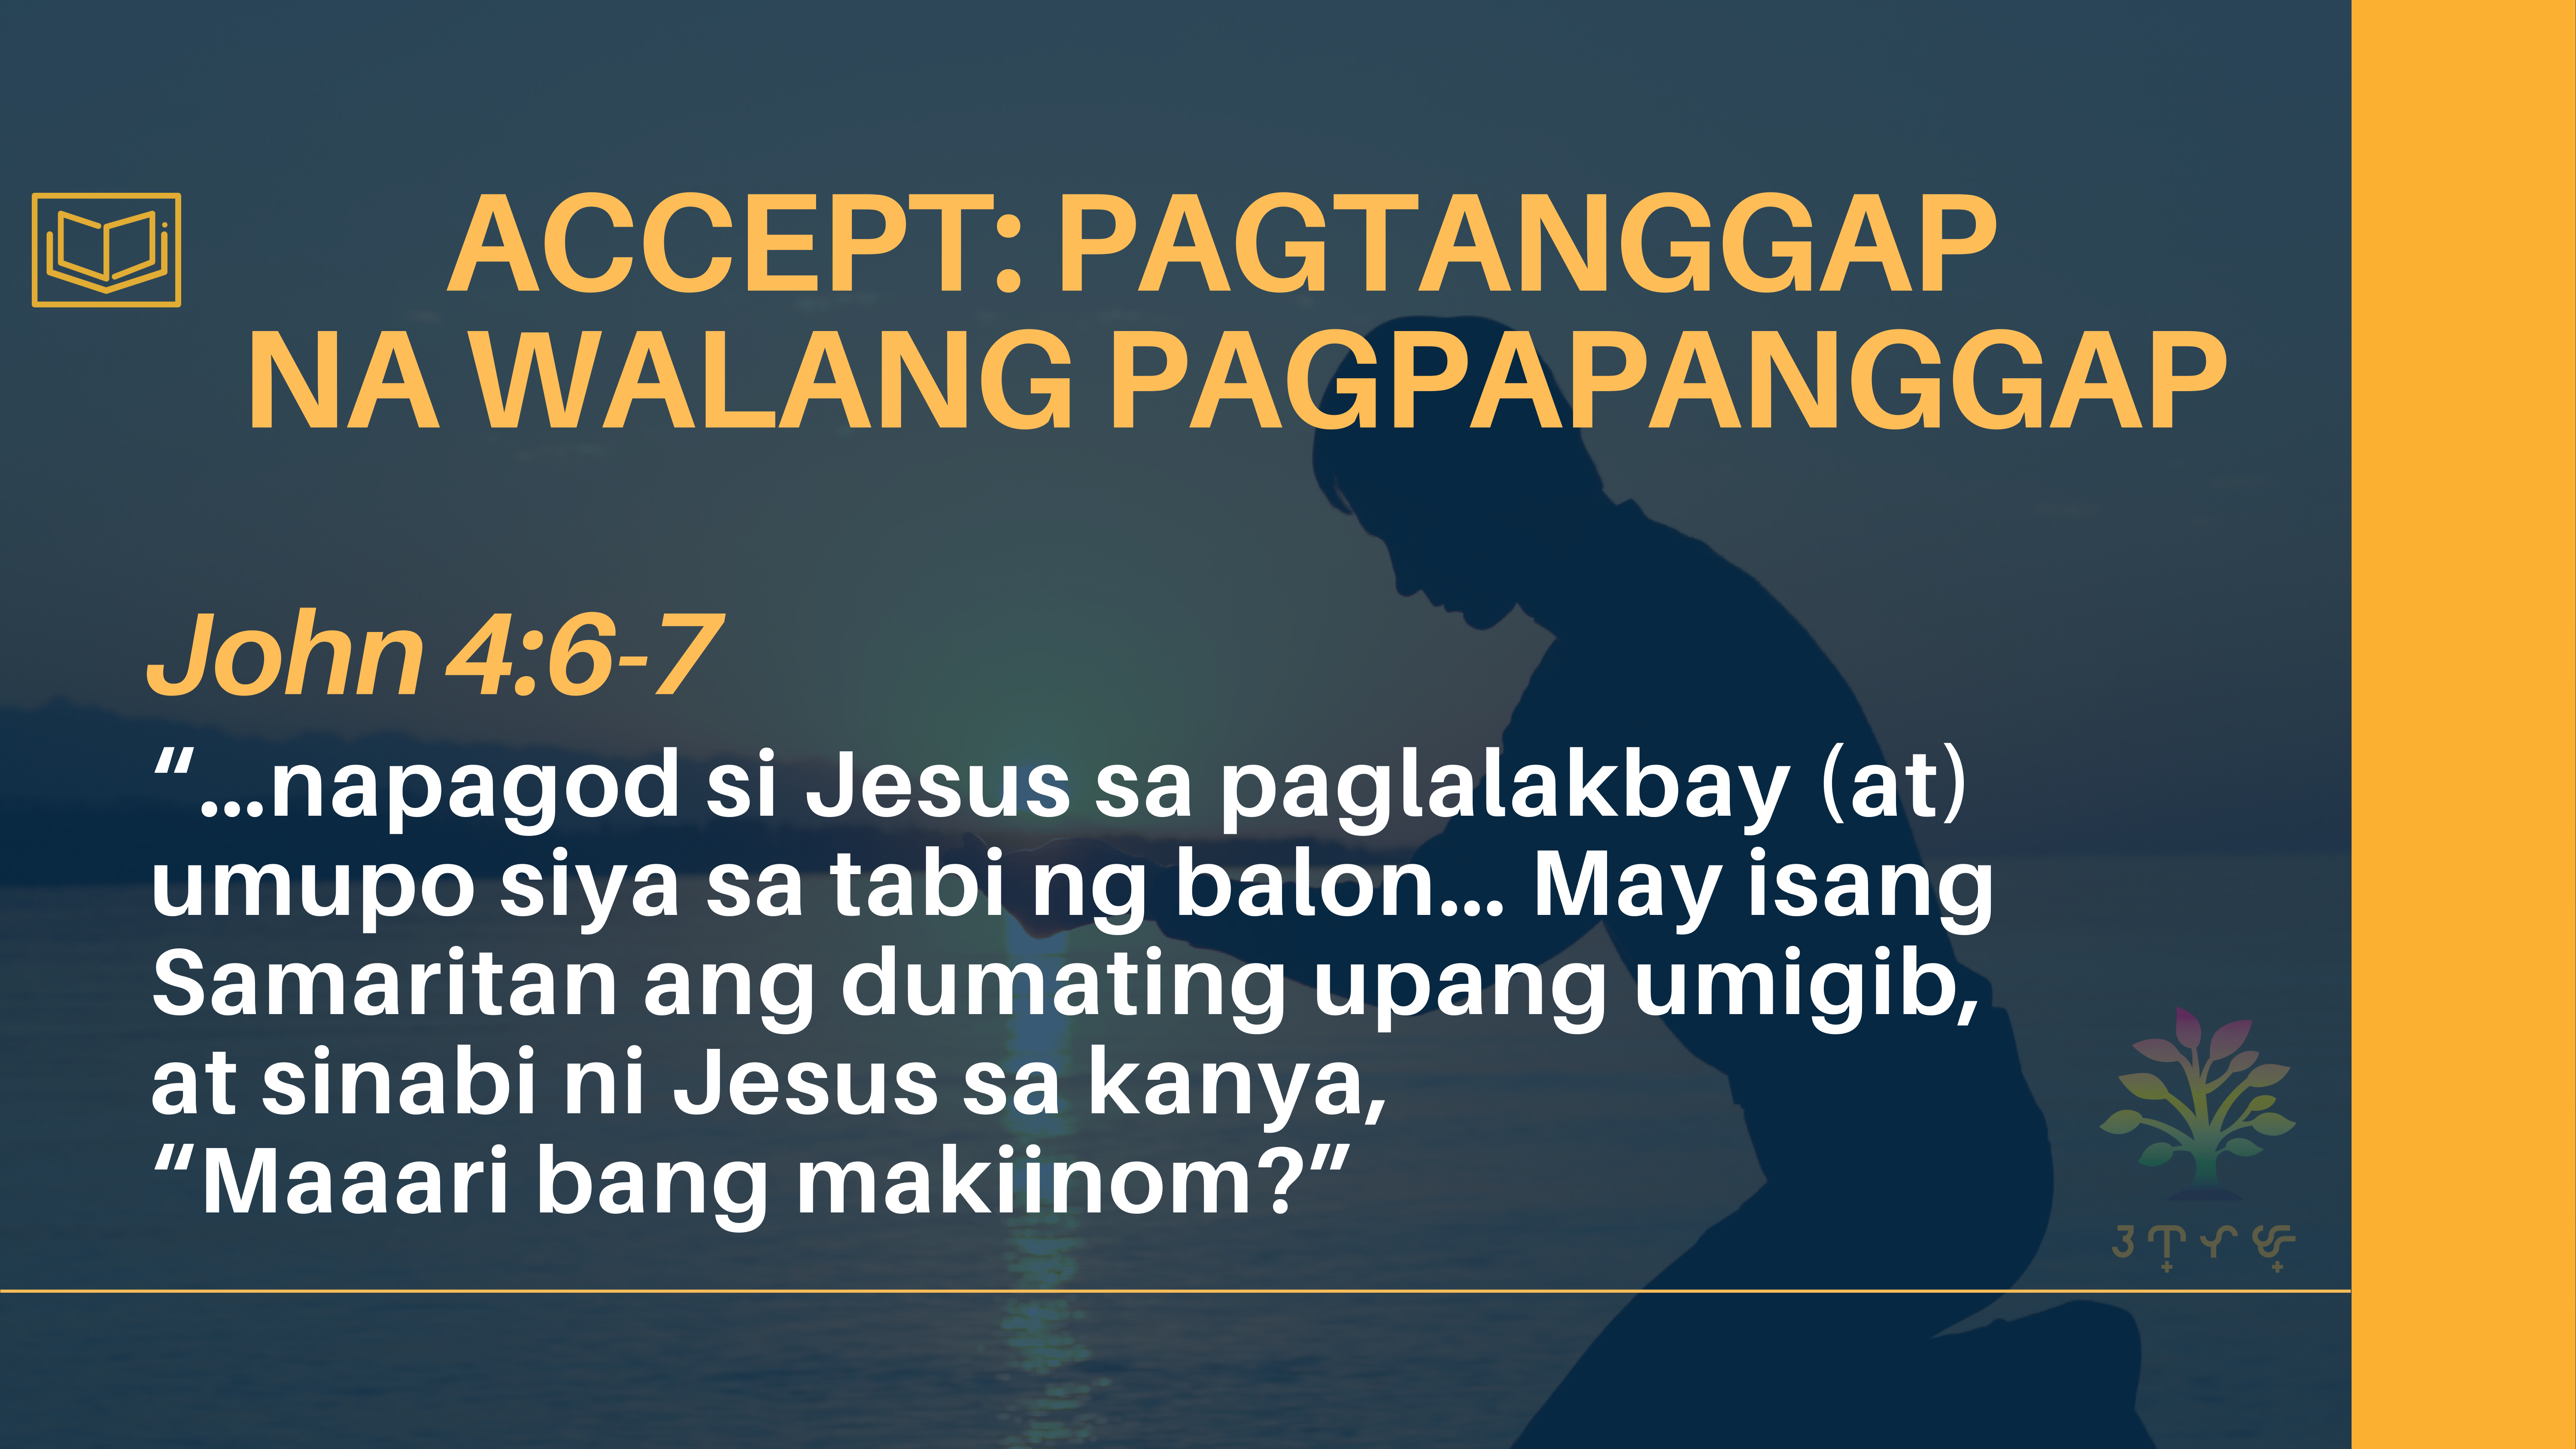 ACCEPT: PAGTANGGAP
NA WALANG PAGPAPANGGAP
John 4:6-7
“...napagod si Jesus sa paglalakbay (at)
umupo siya sa tabi ng balon... May isang
Samaritan ang dumating upang umigib,
at sinabi ni Jesus sa kanya,
“Maaari bang makiinom?”